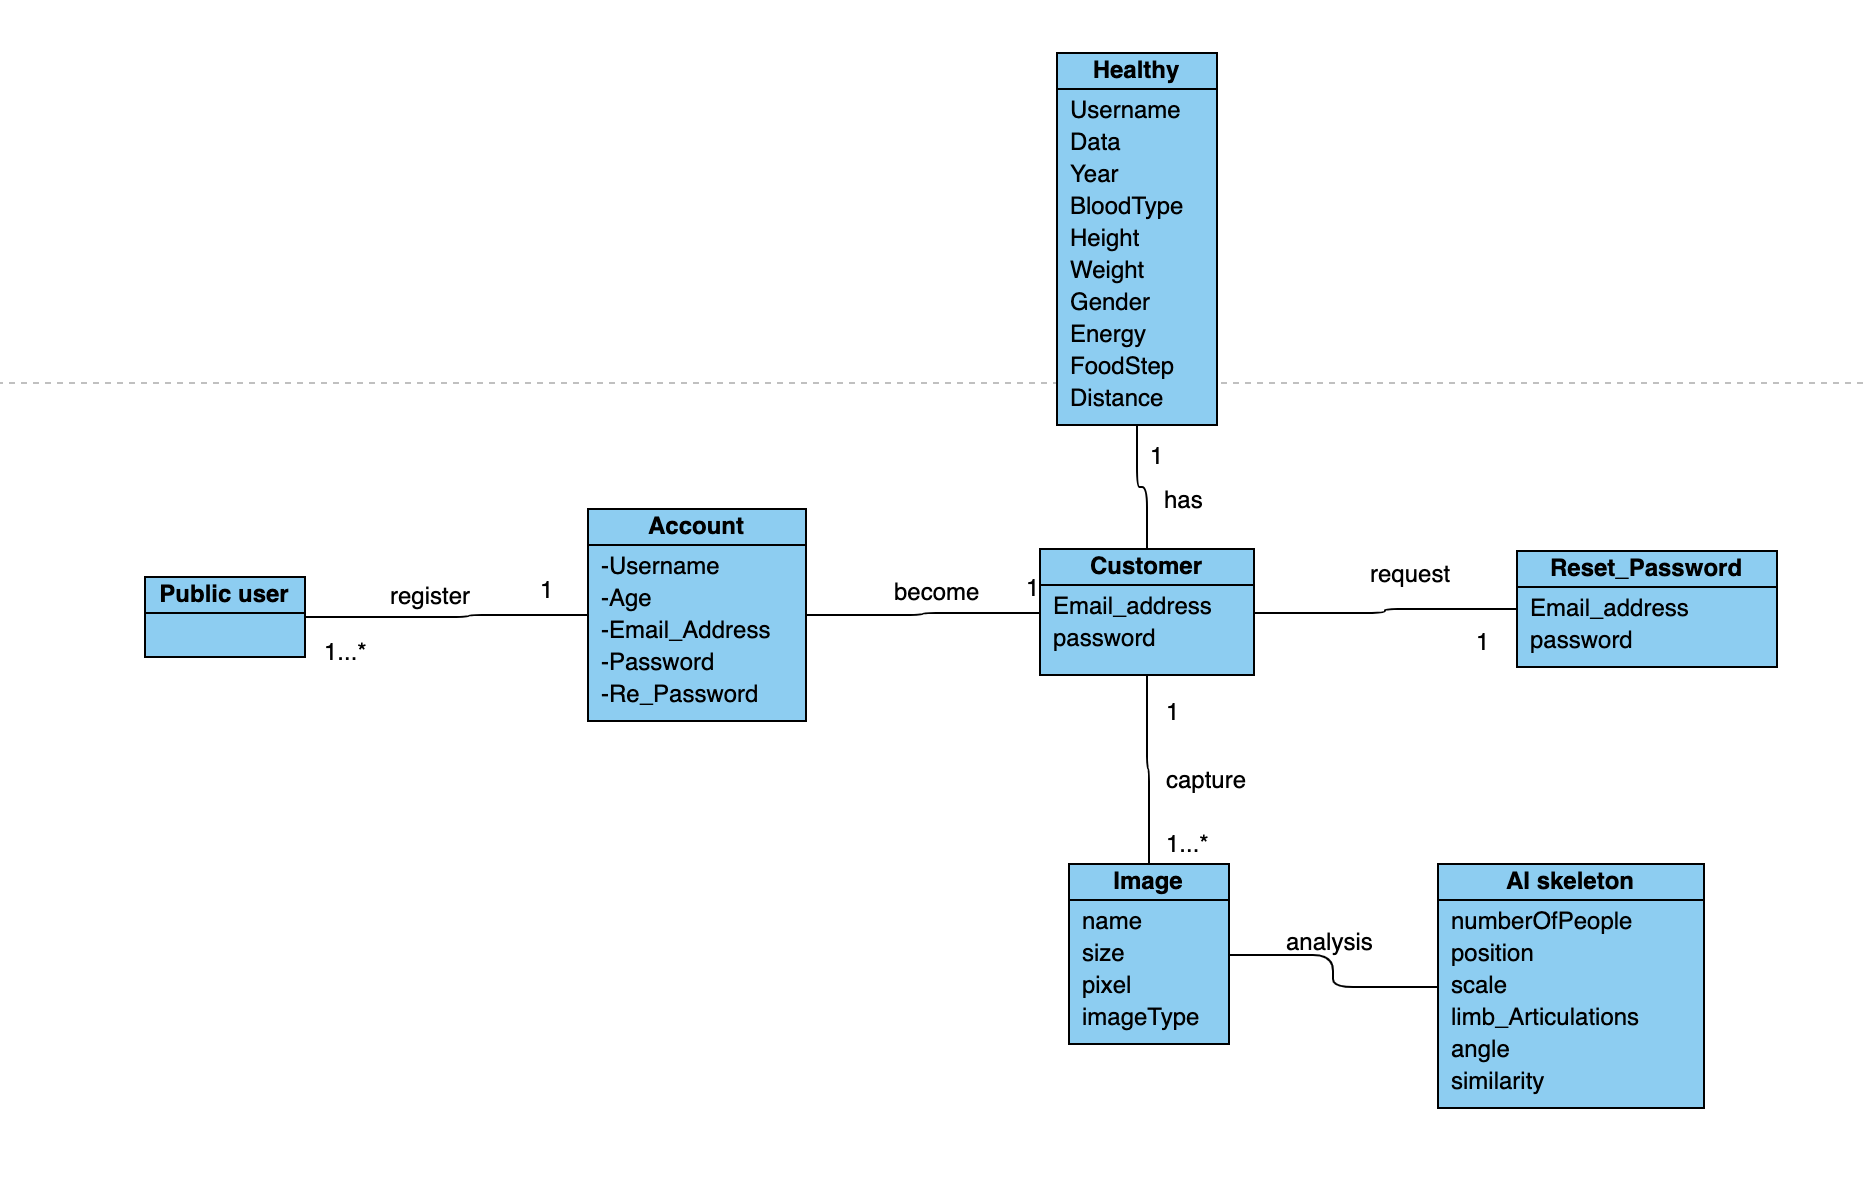 Healthy
Username
Data
Year
BloodType
Height
Weight
Gender
Energy
FoodStep
Distance
1
has
Public user
register
1
1...*
Account
-Username
-Age
-Email_Address
-Password
-Re_Password
become
1
Customer
Email_address
password
request
1
Reset_Password
Email_address
password
1
capture
1...*
Image
name
size
pixel
imageType
analysis
AI skeleton
numberOfPeople
position
scale
limb_Articulations
angle
similarity